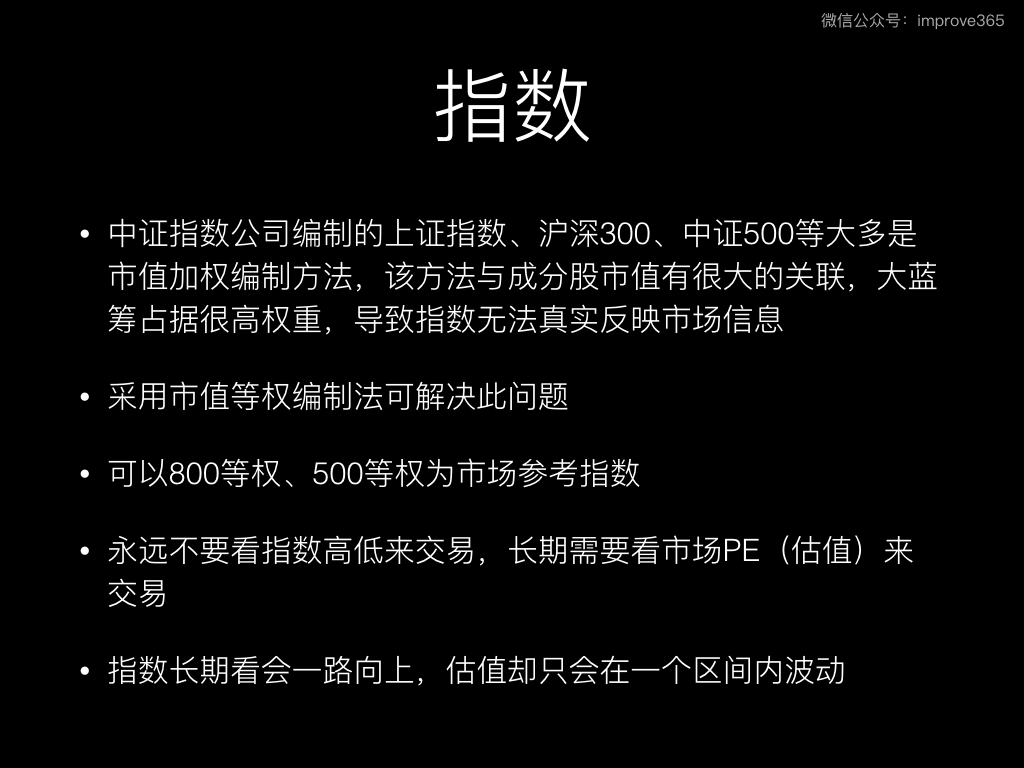 微信公众号：improve365
指数
• 中证指数公司编制的上证指数、沪深300、中证500等大多是
市值加权编制方法，该方法与成分股市值有很大的关联，大蓝
筹占据很高权重，导致指数无法真实反映市场信息
• 采用市值等权编制法可解决此问题
• 可以800等权、500等权为市场参考指数
• 永远不要看指数高低来交易，长期需要看市场PE（估值）来
交易
• 指数长期看会一路向上，估值却只会在一个区间内波动